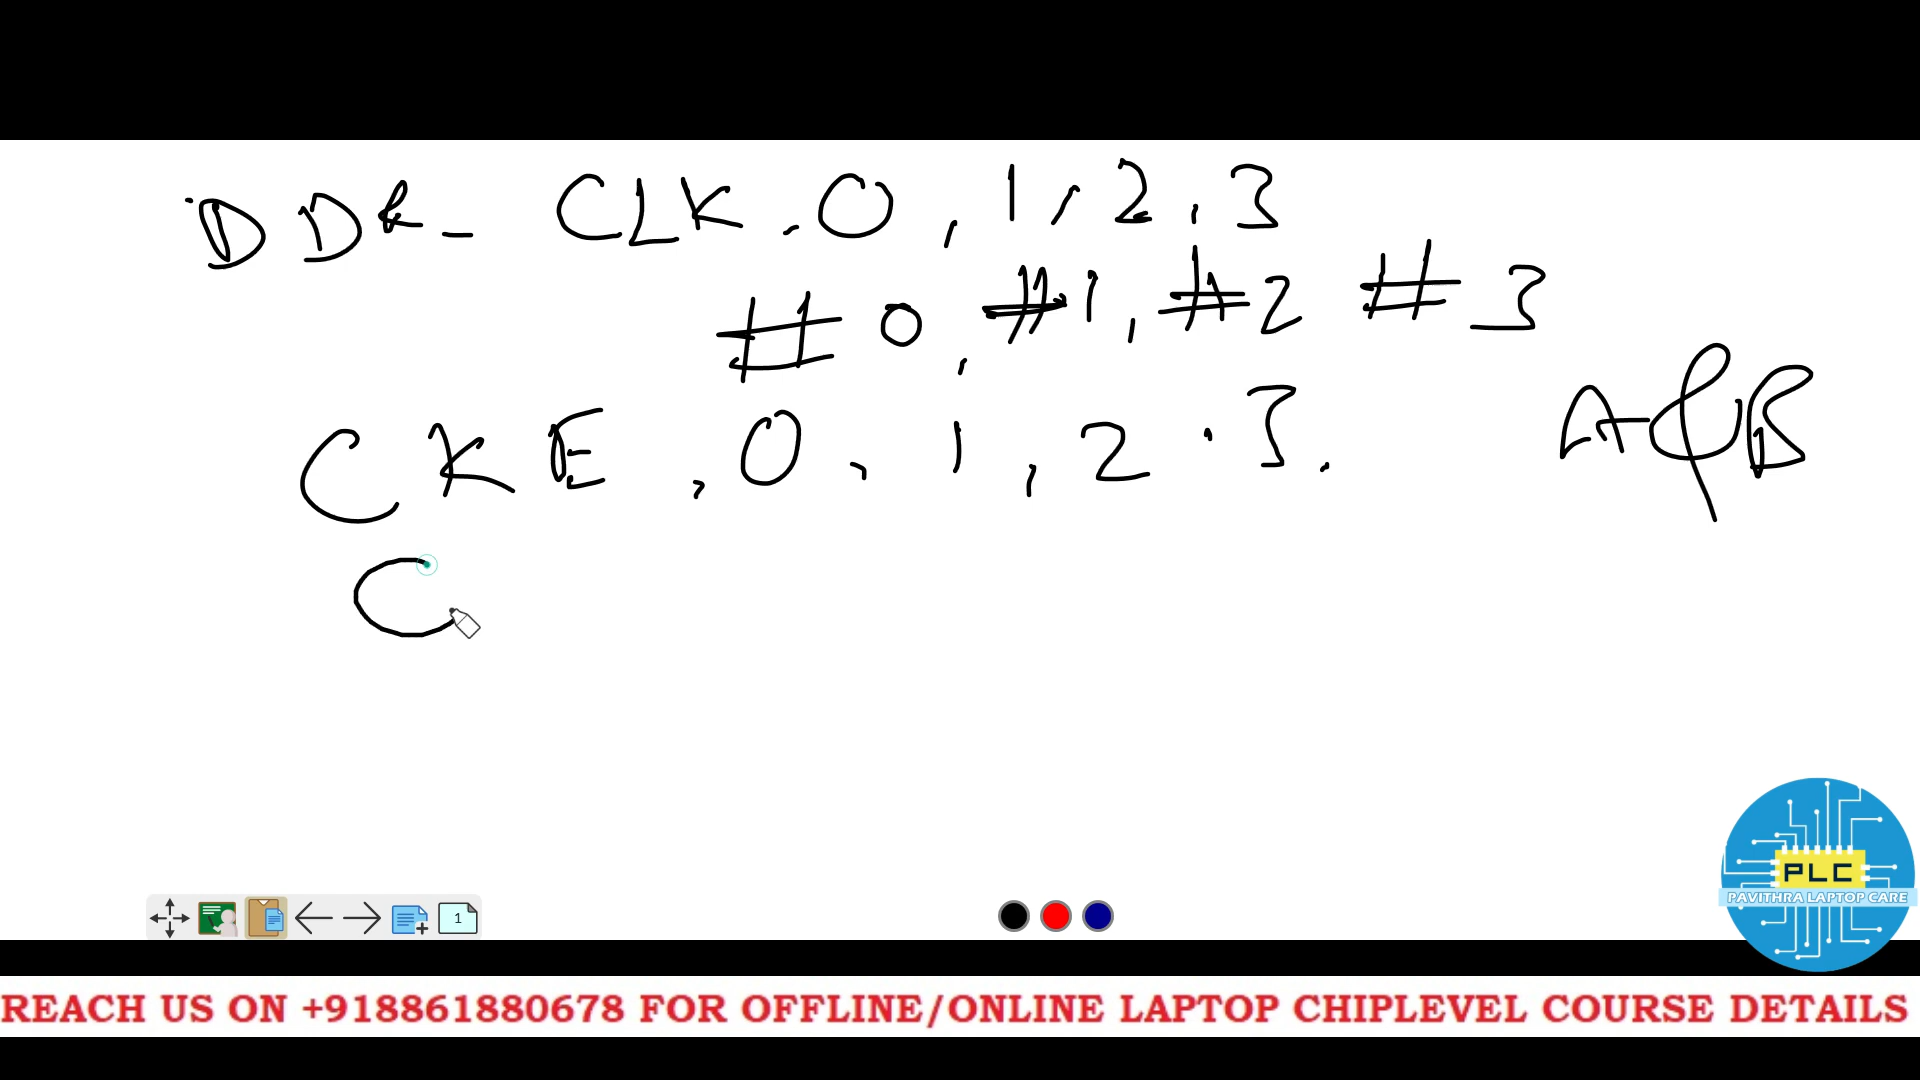 DDR - CLK . 0 , 1 , 2 , 3
# 0 , # 1 , # 2 # 3
A & B
CKE , 0 , 1 , 2 . 3 .
C
1
PLC
PAVITHRA LAPTOP CARE
REACH US ON +918861880678 FOR OFFLINE/ONLINE LAPTOP CHIPLEVEL COURSE DETAILS